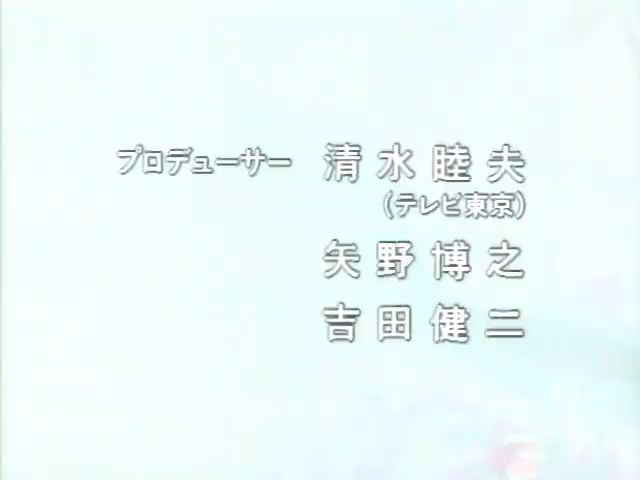 プロデューサー 清水睦夫
(テレビ東京)
矢野博之
吉田健二